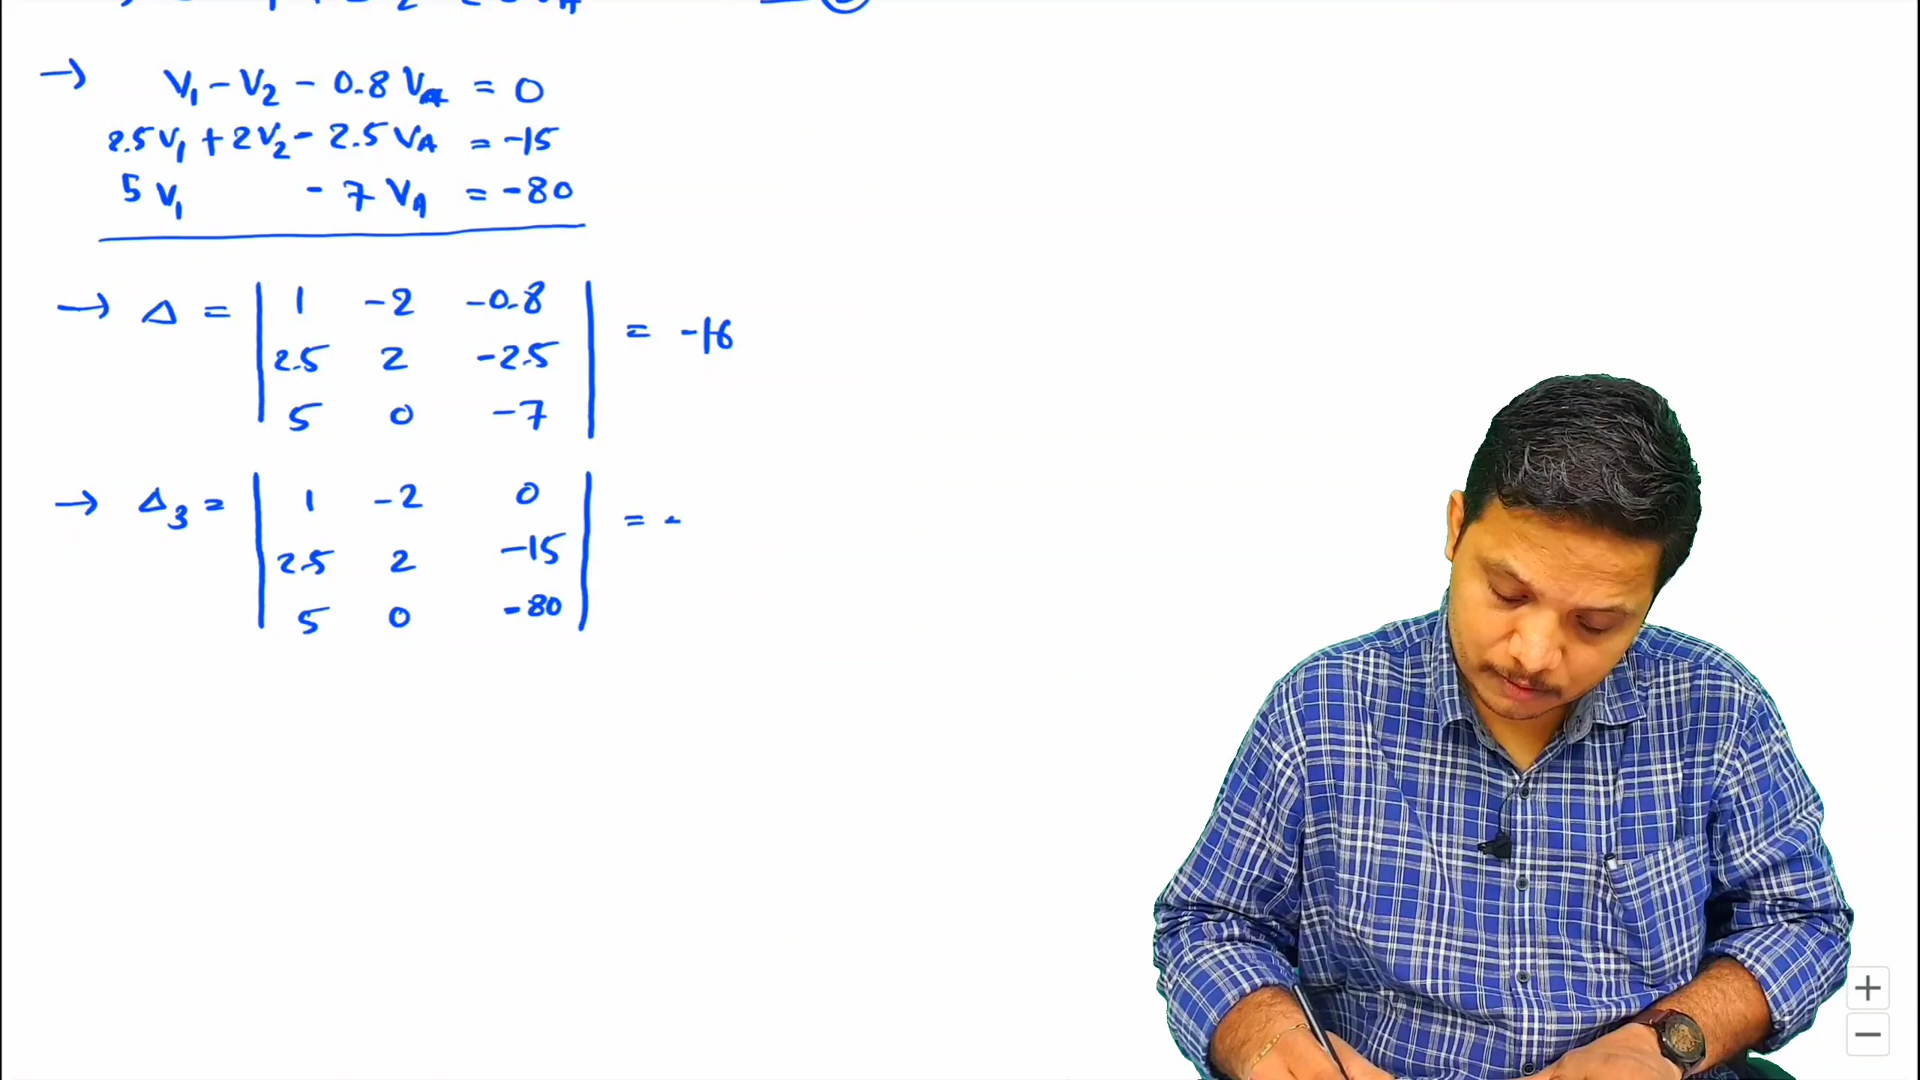 → V₁ - V₂ - 0.8 V_A = 0
2.5V₁ + 2V₂ - 2.5 V_A = -15
5 V₁ - 7 V_A = -80
→ Δ = | 1 -2 -0.8 |
| 2.5 2 -2.5 | = -16
| 5 0 -7 |
→ Δ₃ = | 1 -2 0 |
| 2.5 2 -15 | = -
| 5 0 -80 |
+
−